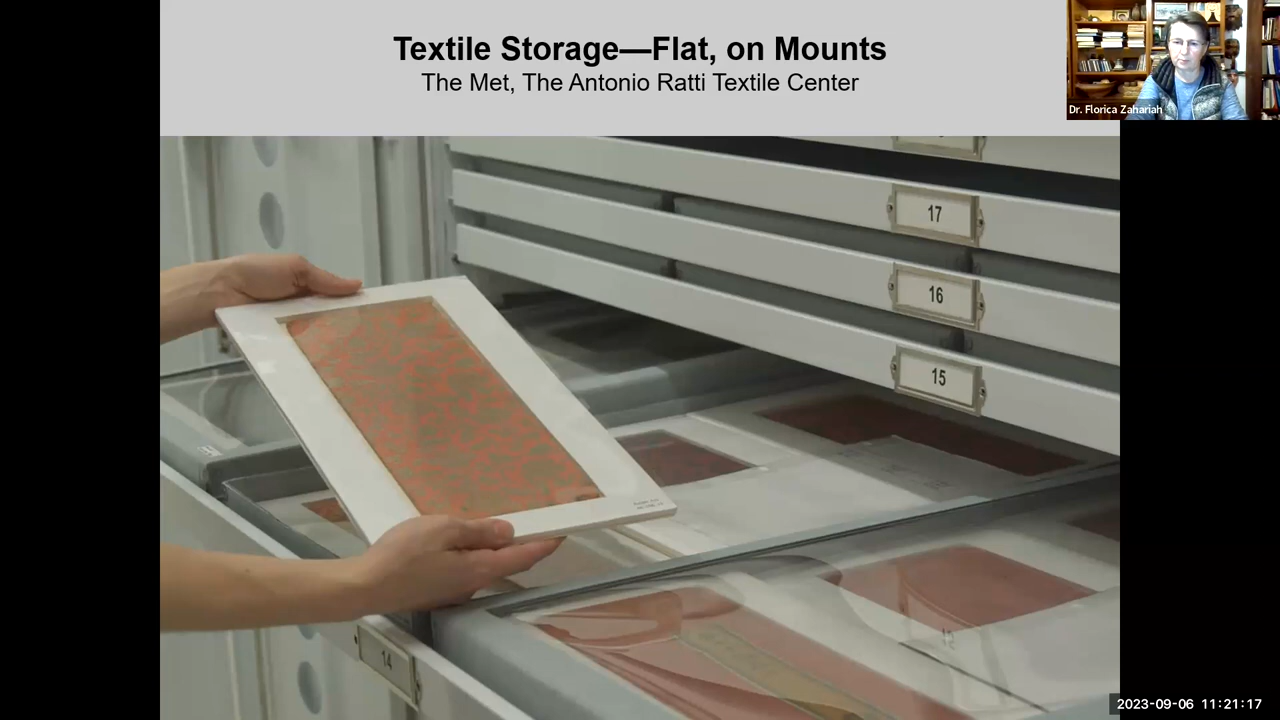 Textile Storage—Flat, on Mounts
The Met, The Antonio Ratti Textile Center
Dr. Florica Zahariah
17
16
15
14
12
2023-09-06 11:21:17